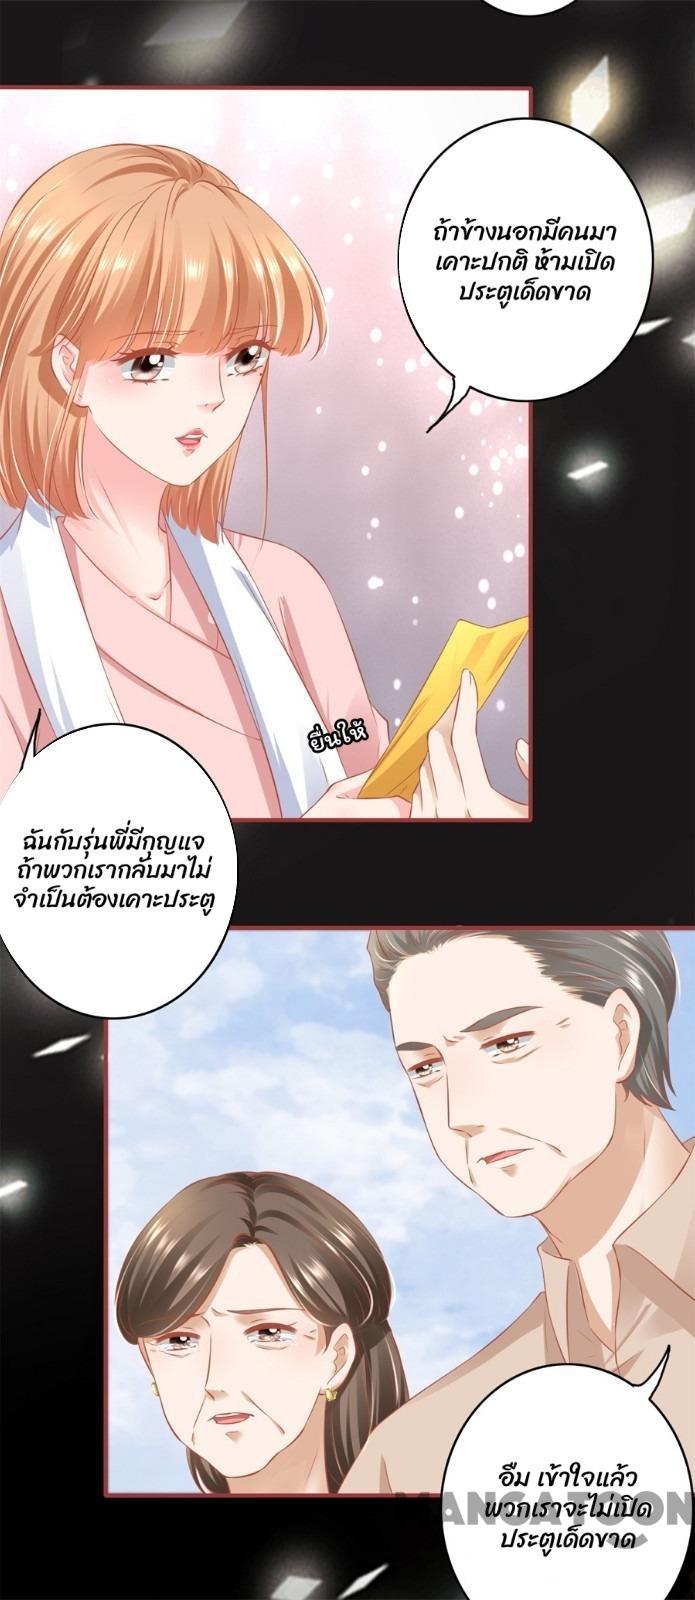 ถ้าข้างนอกมีคนมา
เคาะปกติ ห้ามเปิด
ประตูเด็ดขาด
ยื่นให้
ฉันกับรุ่นพี่มีกุญแจ
ถ้าพวกเรากลับมาไม่
จำเป็นต้องเคาะประตู
อืม เข้าใจแล้ว
พวกเราจะไม่เปิด
ประตูเด็ดขาด
MANGATOON